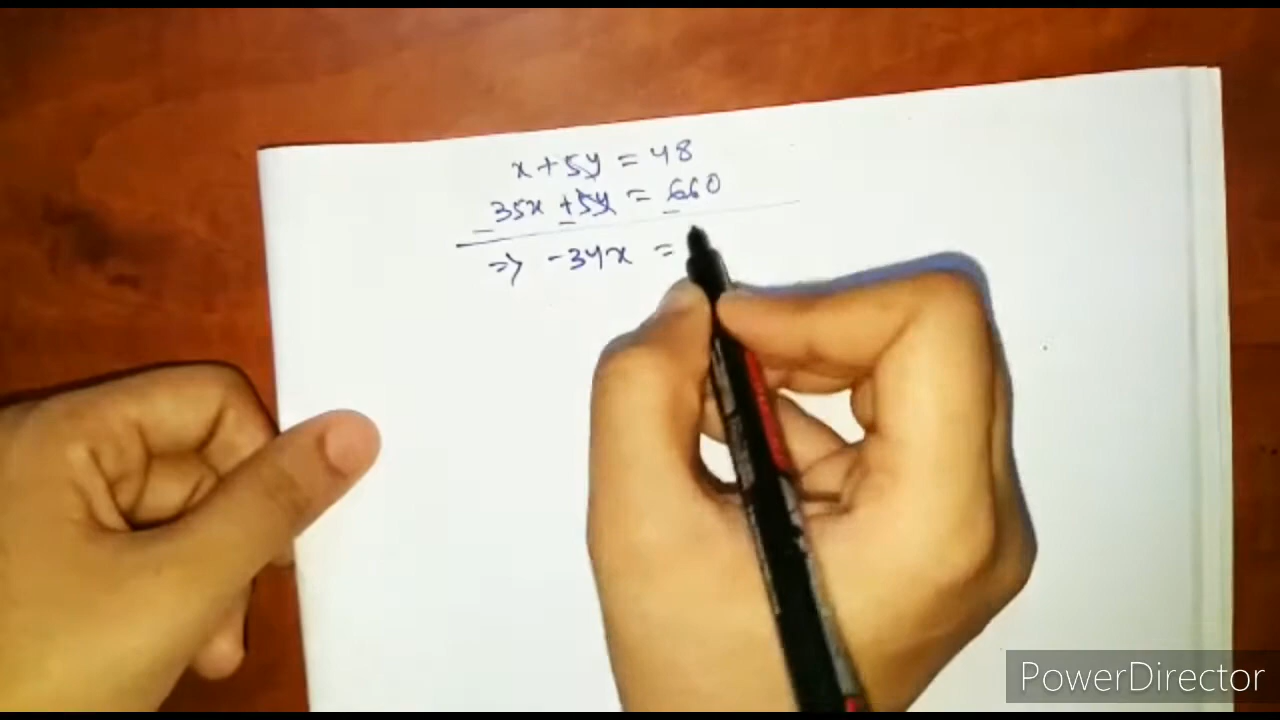 x + 5y = 48
35x + 5y = 660
- - -
=> -34x =
PowerDirector